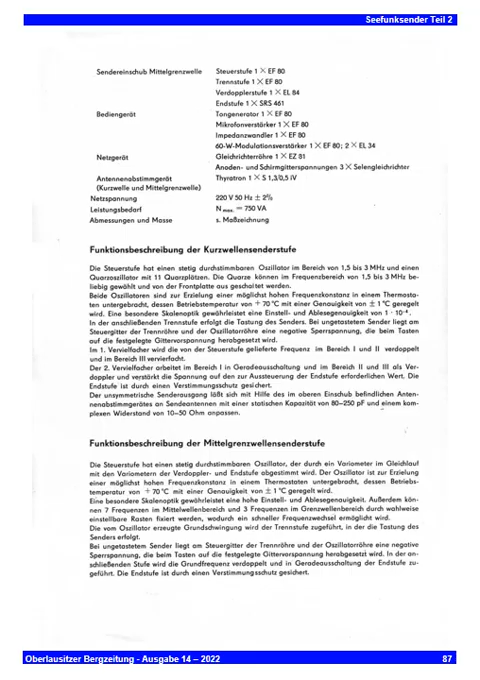 Seefunksender Teil 2
Sendereinschub Mittelgrenzwelle Steuerstufe 1 × EF 80
Trennstufe 1 × EF 80
Verdopplerstufe 1 × EL 84
Endstufe 1 × SRS 461
Bediengerät Tongenerator 1 × EF 80
Mikrofonverstärker 1 × EF 80
Impedanzwandler 1 × EF 80
60-W-Modulationsverstärker 1 × EF 80; 2 × EL 34
Netzgerät Gleichrichterröhre 1 × EZ 81
Anoden- und Schirmgitterspannungen 3 × Selengleichrichter
Antennenabstimmgerät Thyratron 1 × S 1,3/0,5 iV
(Kurzwelle und Mittelgrenzwelle)
Netzspannung 220 V 50 Hz ± 2%
Leistungsbedarf N max. = 750 VA
Abmessungen und Masse s. Maßzeichnung
Funktionsbeschreibung der Kurzwellensenderstufe
Die Steuerstufe hat einen stetig durchstimmbaren Oszillator im Bereich von 1,5 bis 3 MHz und einen
Quarzoszillator mit 11 Quarzplätzen. Die Quarze können im Frequenzbereich von 1,5 bis 3 MHz be-
liebig gewählt und von der Frontplatte aus geschaltet werden.
Beide Oszillatoren sind zur Erzielung einer möglichst hohen Frequenzkonstanz in einem Thermosta-
ten untergebracht, dessen Betriebstemperatur von + 70 °C mit einer Genauigkeit von ± 1 °C geregelt
wird. Eine besondere Skalenoptik gewährleistet eine Einstell- und Ablesegenauigkeit von 1 · 10⁻⁴.
In der anschließenden Trennstufe erfolgt die Tastung des Senders. Bei ungetastetem Sender liegt am
Steuergitter der Trennröhre und der Oszillatorröhre eine negative Sperrspannung, die beim Tasten
auf die festgelegte Gittervorspannung herabgesetzt wird.
Im 1. Vervielfacher wird die von der Steuerstufe gelieferte Frequenz im Bereich I und II verdoppelt
und im Bereich III vervierfacht.
Der 2. Vervielfacher arbeitet im Bereich I in Geradeausschaltung und im Bereich II und III als Ver-
doppler und verstärkt die Spannung auf den zur Aussteuerung der Endstufe erforderlichen Wert. Die
Endstufe ist durch einen Verstimmungsschutz gesichert.
Der unsymmetrische Senderausgang läßt sich mit Hilfe des im oberen Einschub befindlichen Anten-
nenabstimmgerätes an Sendeantennen mit einer statischen Kapazität von 80–250 pF und einem kom-
plexen Widerstand von 10–50 Ohm anpassen.
Funktionsbeschreibung der Mittelgrenzwellensenderstufe
Die Steuerstufe hat einen stetig durchstimmbaren Oszillator, der durch ein Variometer im Gleichlauf
mit den Variometern der Verdoppler- und Endstufe abgestimmt wird. Der Oszillator ist zur Erzielung
einer möglichst hohen Frequenzkonstanz in einem Thermostaten untergebracht, dessen Betriebs-
temperatur von + 70 °C mit einer Genauigkeit von ± 1 °C geregelt wird.
Eine besondere Skalenoptik gewährleistet eine hohe Einstell- und Ablesegenauigkeit. Außerdem kön-
nen 7 Frequenzen im Mittelwellenbereich und 3 Frequenzen im Grenzwellenbereich durch wahlweise
einstellbare Rasten fixiert werden, wodurch ein schneller Frequenzwechsel ermöglicht wird.
Die vom Oszillator erzeugte Grundschwingung wird der Trennstufe zugeführt, in der die Tastung des
Senders erfolgt.
Bei ungetastetem Sender liegt am Steuergitter der Trennröhre und der Oszillatorröhre eine negative
Sperrspannung, die beim Tasten auf die festgelegte Gittervorspannung herabgesetzt wird. In der an-
schließenden Stufe wird die Grundfrequenz verdoppelt und in Geradeausschaltung der Endstufe zu-
geführt. Die Endstufe ist durch einen Verstimmungsschutz gesichert.
Oberlausitzer Bergzeitung - Ausgabe 14 – 2022 87